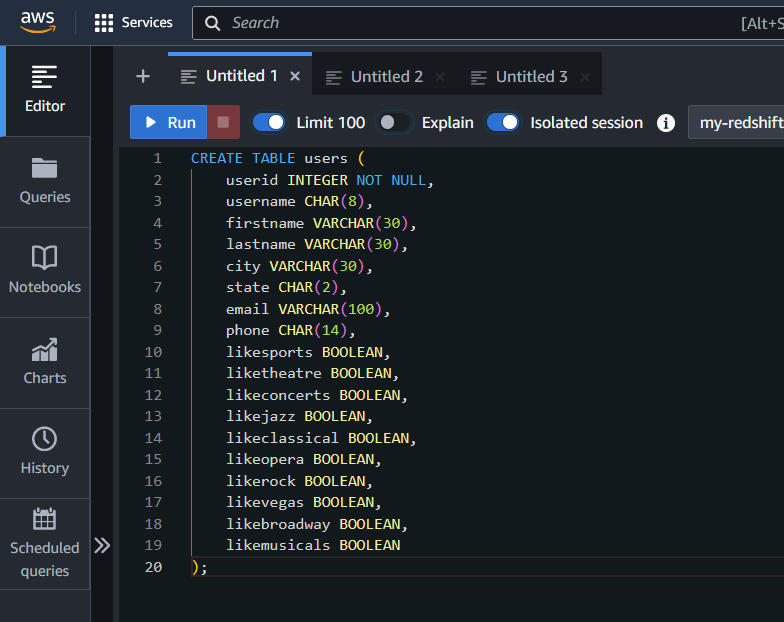 aws
Services
Search
[Alt+S
Editor
Queries
Notebooks
Charts
History
Scheduled
queries
Untitled 1
Untitled 2
Untitled 3
Run
Limit 100
Explain
Isolated session
my-redshift
1 CREATE TABLE users (
2 userid INTEGER NOT NULL,
3 username CHAR(8),
4 firstname VARCHAR(30),
5 lastname VARCHAR(30),
6 city VARCHAR(30),
7 state CHAR(2),
8 email VARCHAR(100),
9 phone CHAR(14),
10 likesports BOOLEAN,
11 liketheatre BOOLEAN,
12 likeconcerts BOOLEAN,
13 likejazz BOOLEAN,
14 likeclassical BOOLEAN,
15 likeopera BOOLEAN,
16 likerock BOOLEAN,
17 likevegas BOOLEAN,
18 likebroadway BOOLEAN,
19 likemusicals BOOLEAN
20 );